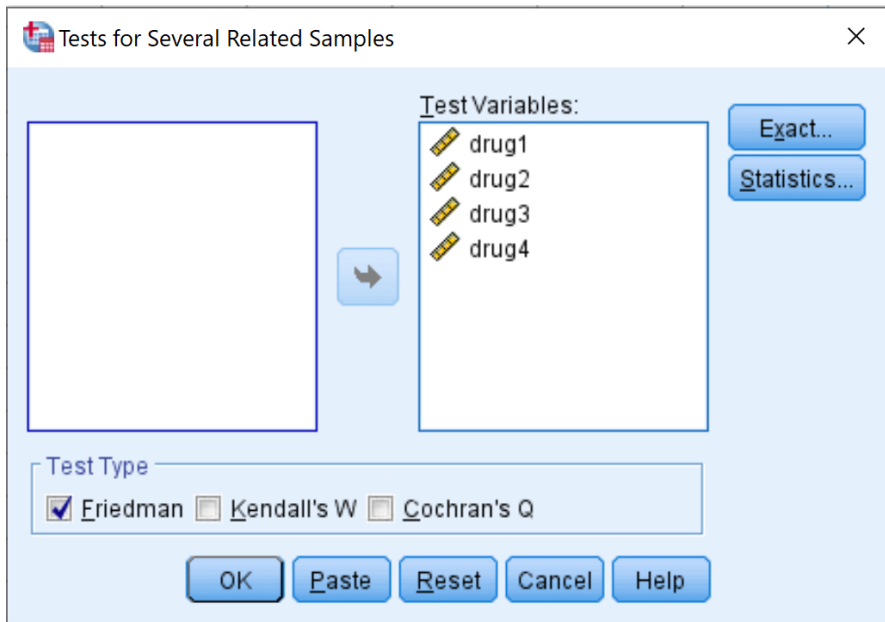 Tests for Several Related Samples
Test Variables:
drug1
drug2
drug3
drug4
Exact...
Statistics...
Test Type
Friedman Kendall's W Cochran's Q
OK Paste Reset Cancel Help